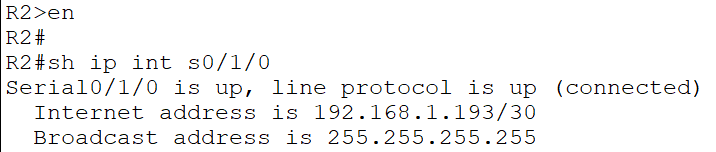 R2>en
R2#
R2#sh ip int s0/1/0
Serial0/1/0 is up, line protocol is up (connected)
  Internet address is 192.168.1.193/30
  Broadcast address is 255.255.255.255